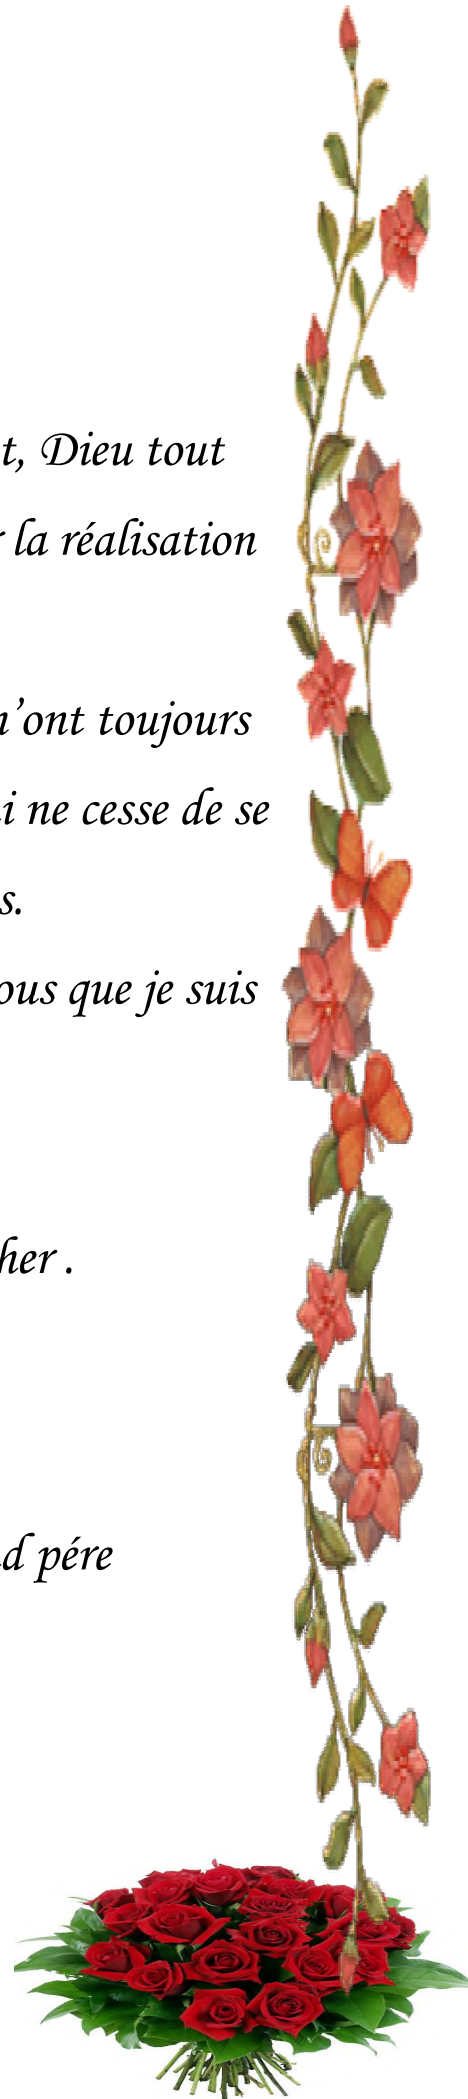 t, Dieu tout
la réalisation
n'ont toujours
i ne cesse de se
s.
ous que je suis
her .
d pére